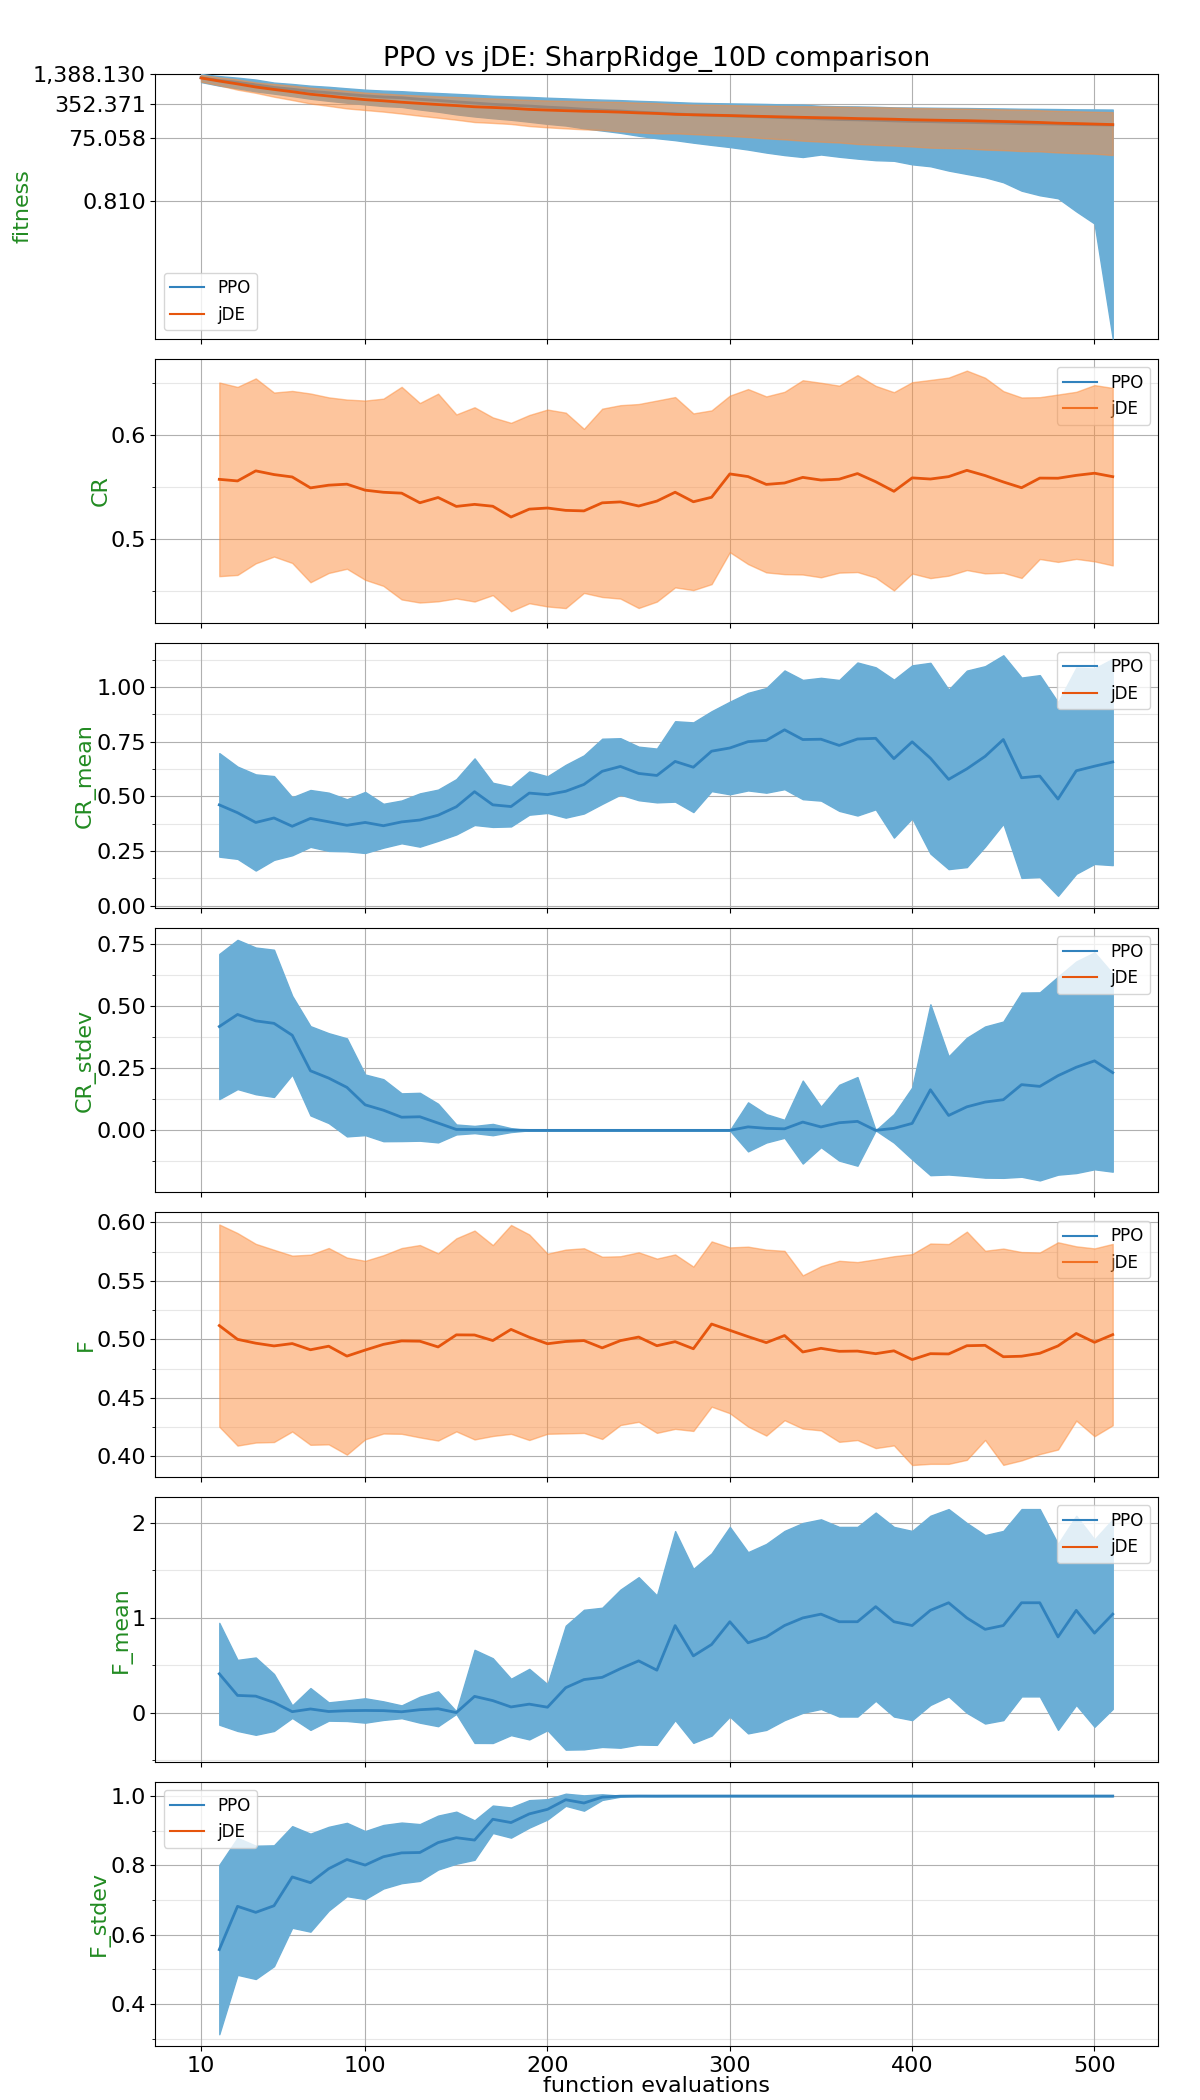 PPO vs jDE: SharpRidge_10D comparison
1,388.130
352.371
75.058
0.810
fitness
PPO
jDE
0.6
0.5
CR
PPO
jDE
1.00
0.75
0.50
0.25
0.00
CR_mean
PPO
jDE
0.75
0.50
0.25
0.00
CR_stdev
PPO
jDE
0.60
0.55
0.50
0.45
0.40
F
PPO
jDE
2
1
0
F_mean
PPO
jDE
1.0
0.8
0.6
0.4
F_stdev
PPO
jDE
10 100 200 300 400 500
function evaluations